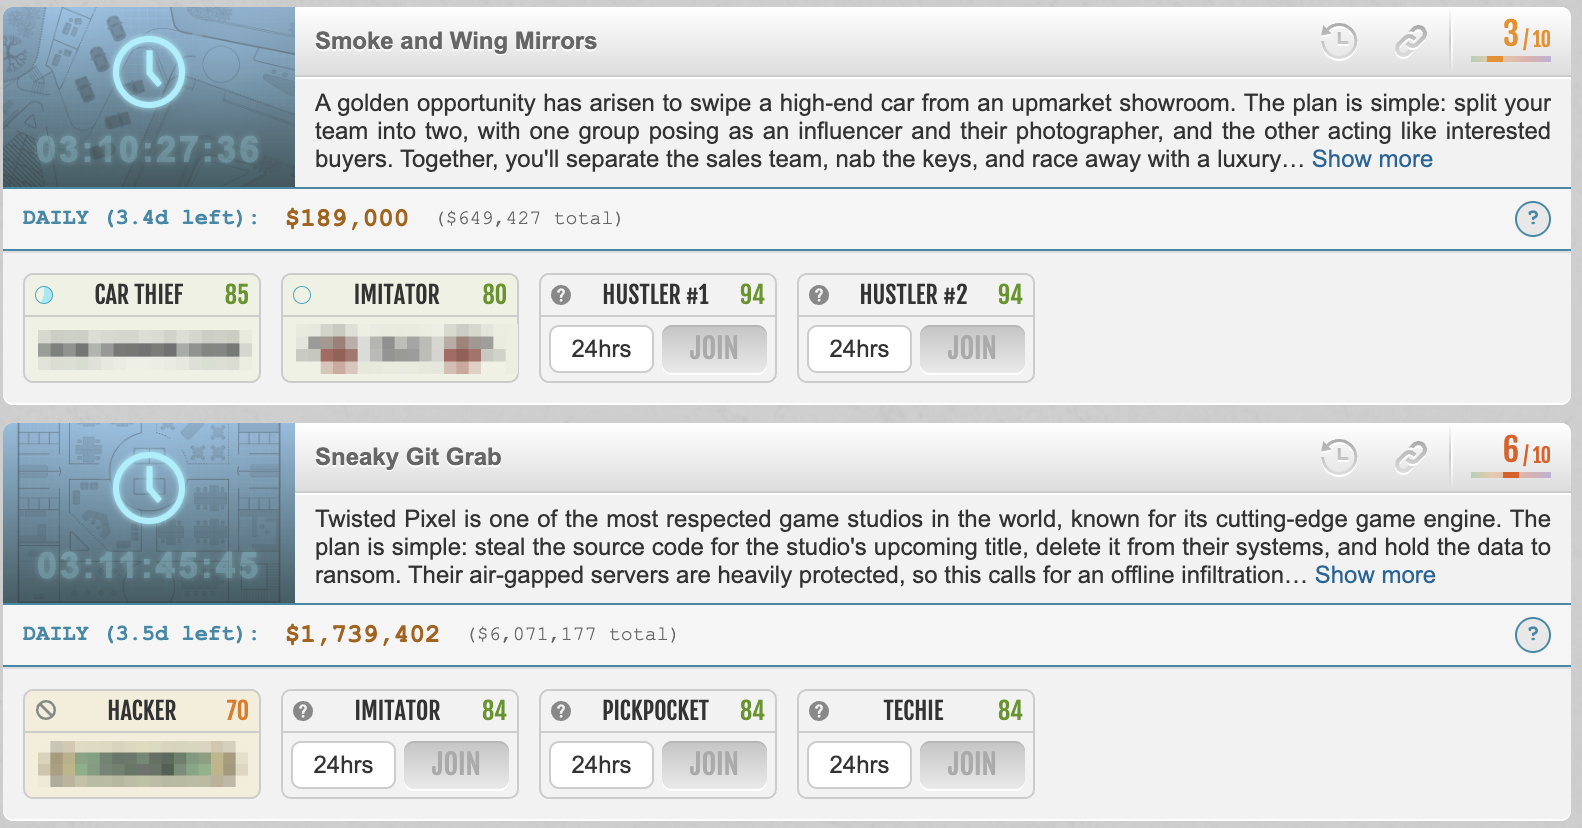 Smoke and Wing Mirrors
3/10
A golden opportunity has arisen to swipe a high-end car from an upmarket showroom. The plan is simple: split your
team into two, with one group posing as an influencer and their photographer, and the other acting like interested
buyers. Together, you'll separate the sales team, nab the keys, and race away with a luxury… Show more
03:10:27:36
DAILY (3.4d left): $189,000 ($649,427 total) ?
CAR THIEF 85
IMITATOR 80
? HUSTLER #1 94
24hrs JOIN
? HUSTLER #2 94
24hrs JOIN
Sneaky Git Grab
6/10
Twisted Pixel is one of the most respected game studios in the world, known for its cutting-edge game engine. The
plan is simple: steal the source code for the studio's upcoming title, delete it from their systems, and hold the data to
ransom. Their air-gapped servers are heavily protected, so this calls for an offline infiltration… Show more
03:11:45:45
DAILY (3.5d left): $1,739,402 ($6,071,177 total) ?
HACKER 70
? IMITATOR 84
24hrs JOIN
? PICKPOCKET 84
24hrs JOIN
? TECHIE 84
24hrs JOIN